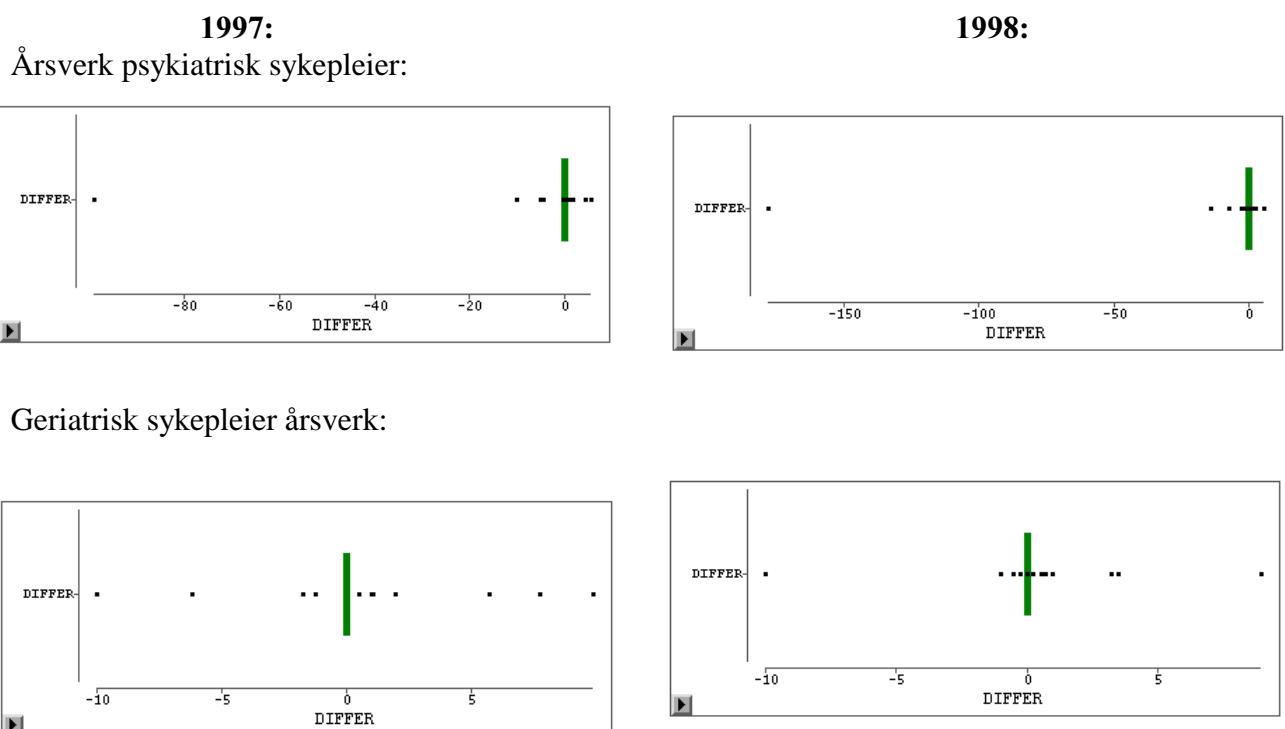 1997: 1998:
Årsverk psykiatrisk sykepleier:
DIFFER
-80 -60 -40 -20 0
DIFFER
DIFFER
-150 -100 -50 0
DIFFER
Geriatrisk sykepleier årsverk:
DIFFER
-10 -5 0 5
DIFFER
DIFFER
-10 -5 0 5
DIFFER